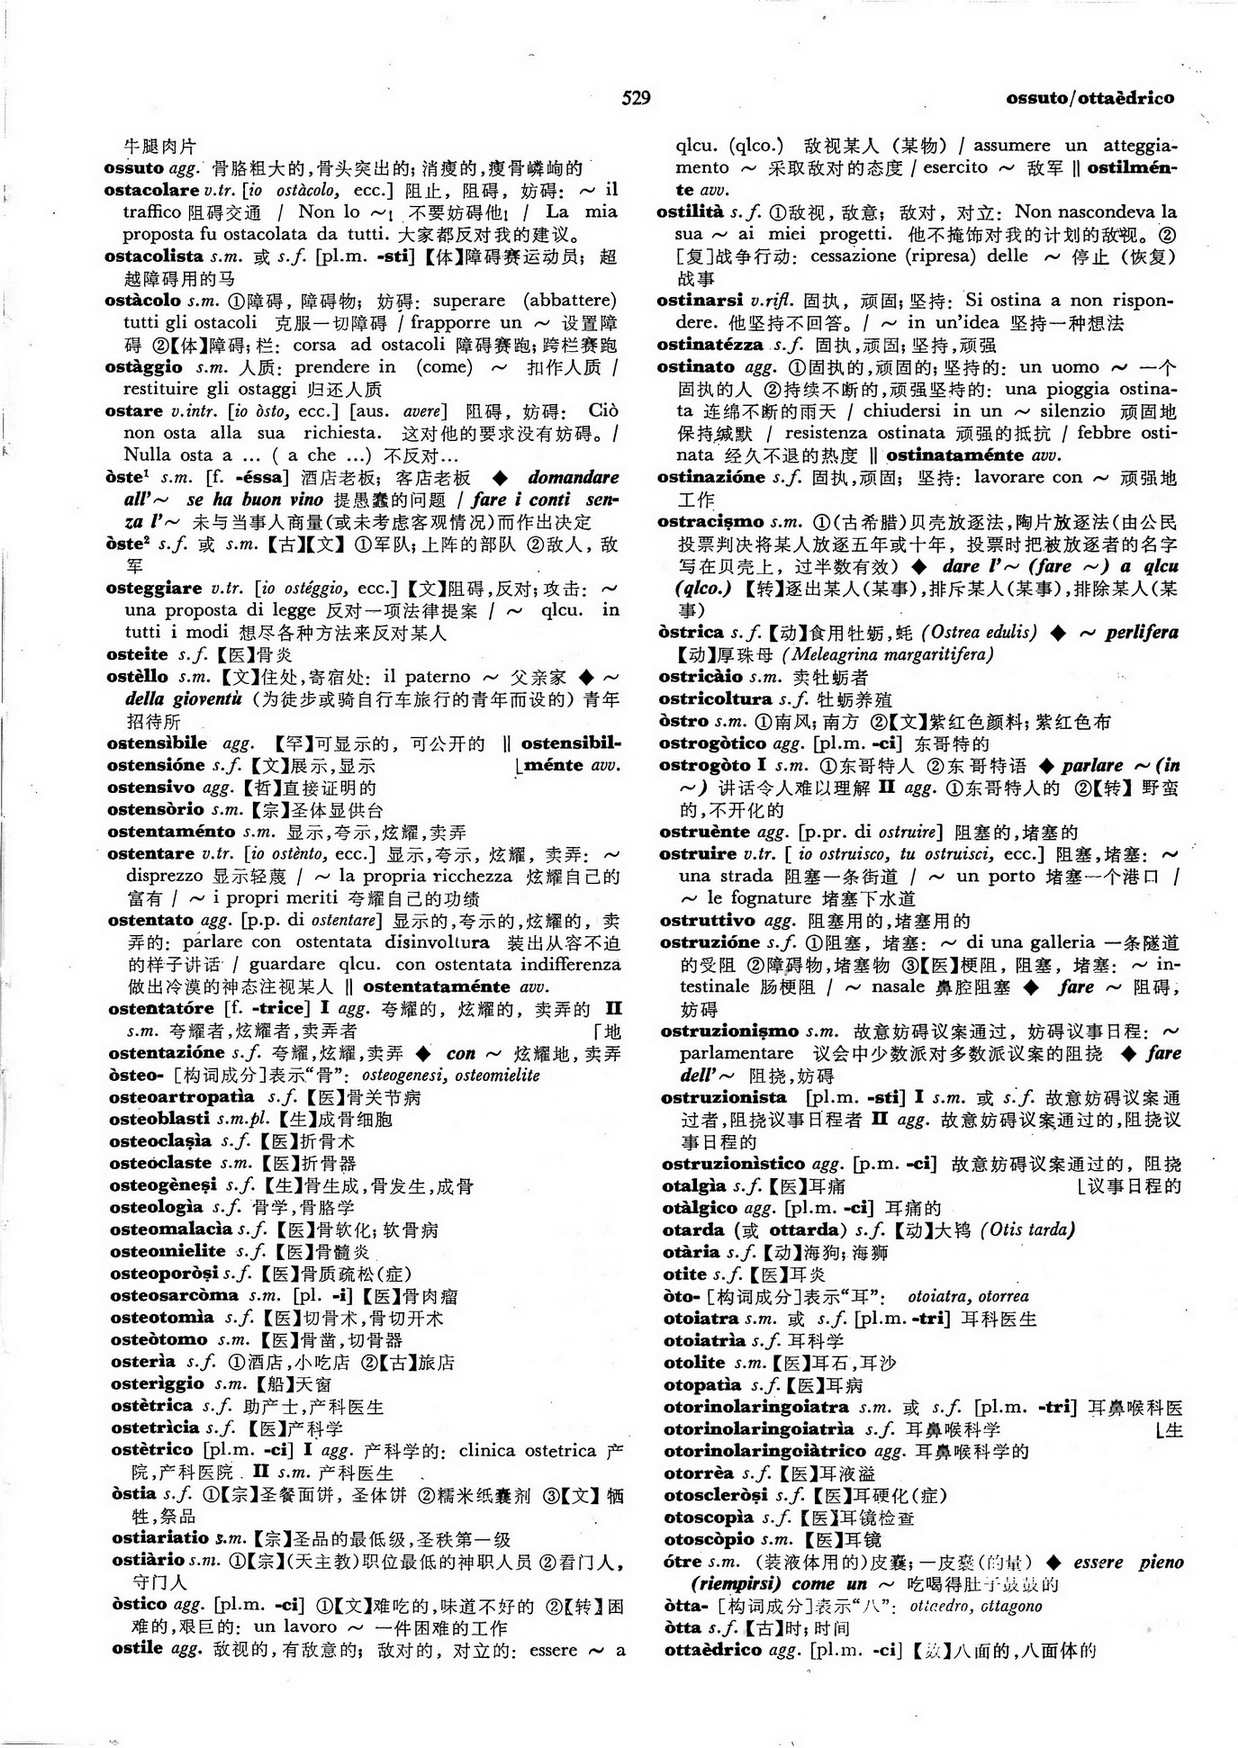 529
ossuto/ottaèdrico
牛腿肉片
ossuto agg. 骨胳粗大的,骨头突出的; 消瘦的,瘦骨嶙峋的
ostacolare v.tr. [io ostàcolo, ecc.] 阻止, 阻碍, 妨碍: ～ il
traffico 阻碍交通 / Non lo ～! 不要妨碍他! / La mia
proposta fu ostacolata da tutti. 大家都反对我的建议。
ostacolista s.m. 或 s.f. [pl.m. -sti]【体】障碍赛运动员; 超
越障碍用的马
ostàcolo s.m. ①障碍, 障碍物; 妨碍: superare (abbattere)
tutti gli ostacoli 克服一切障碍 / frapporre un ～ 设置障
碍 ②【体】障碍; 栏: corsa ad ostacoli 障碍赛跑; 跨栏赛跑
ostàggio s.m. 人质: prendere in (come) ～ 扣作人质 /
restituire gli ostaggi 归还人质
ostare v.intr. [io òsto, ecc.] [aus. avere] 阻碍, 妨碍: Ciò
non osta alla sua richiesta. 这对他的要求没有妨碍。/
Nulla osta a ... ( a che ...) 不反对...
òste¹ s.m. [f. -éssa] 酒店老板; 客店老板 ◆ domandare
all'～ se ha buon vino 提愚蠢的问题 / fare i conti sen-
za l'～ 未与当事人商量(或未考虑客观情况)而作出决定
òste² s.f. 或 s.m.【古】【文】①军队; 上阵的部队 ②敌人, 敌
军
osteggiare v.tr. [io ostéggio, ecc.]【文】阻碍,反对; 攻击: ～
una proposta di legge 反对一项法律提案 / ～ qlcu. in
tutti i modi 想尽各种方法来反对某人
osteite s.f.【医】骨炎
ostèllo s.m.【文】住处,寄宿处: il paterno ～ 父亲家 ◆ ～
della gioventù (为徒步或骑自行车旅行的青年而设的) 青年
招待所
ostensìbile agg. 【罕】可显示的, 可公开的 ‖ ostensibil-
ostensióne s.f.【文】展示,显示 ⌊ménte avv.
ostensivo agg.【哲】直接证明的
ostensòrio s.m.【宗】圣体显供台
ostentaménto s.m. 显示,夸示,炫耀,卖弄
ostentare v.tr. [io ostènto, ecc.] 显示,夸示, 炫耀, 卖弄: ～
disprezzo 显示轻蔑 / ～ la propria ricchezza 炫耀自己的
富有 / ～ i propri meriti 夸耀自己的功绩
ostentato agg. [p.p. di ostentare] 显示的,夸示的,炫耀的, 卖
弄的: parlare con ostentata disinvoltura 装出从容不迫
的样子讲话 / guardare qlcu. con ostentata indifferenza
做出冷漠的神态注视某人 ‖ ostentataménte avv.
ostentatóre [f. -trice] I agg. 夸耀的, 炫耀的, 卖弄的 II
s.m. 夸耀者,炫耀者,卖弄者 「地
ostentazióne s.f. 夸耀,炫耀,卖弄 ◆ con ～ 炫耀地, 卖弄
òsteo- [构词成分]表示“骨”: osteogenesi, osteomielite
osteoartropatìa s.f.【医】骨关节病
osteoblasti s.m.pl.【生】成骨细胞
osteoclaṣìa s.f.【医】折骨术
osteoclaste s.m.【医】折骨器
osteogèneṣi s.f.【生】骨生成,骨发生,成骨
osteologìa s.f. 骨学,骨胳学
osteomalacìa s.f.【医】骨软化; 软骨病
osteomielite s.f.【医】骨髓炎
osteoporòṣi s.f.【医】骨质疏松(症)
osteosarcòma s.m. [pl. -i]【医】骨肉瘤
osteotomìa s.f.【医】切骨术,骨切开术
osteòtomo s.m.【医】骨凿,切骨器
osterìa s.f. ①酒店,小吃店 ②【古】旅店
osterìggio s.m.【船】天窗
ostètrica s.f. 助产士,产科医生
ostetrìcia s.f.【医】产科学
ostètrico [pl.m. -ci] I agg. 产科学的: clinica ostetrica 产
院,产科医院. II s.m. 产科医生
òstia s.f. ①【宗】圣餐面饼, 圣体饼 ②糯米纸囊剂 ③【文】牺
牲,祭品
ostiariatio s.m.【宗】圣品的最低级,圣秩第一级
ostiàrio s.m. ①【宗】(天主教)职位最低的神职人员 ②看门人,
守门人
òstico agg. [pl.m. -ci] ①【文】难吃的,味道不好的 ②【转】困
难的,艰巨的: un lavoro ～ 一件困难的工作
ostile agg. 敌视的,有敌意的; 敌对的, 对立的: essere ～ a
qlcu. (qlco.) 敌视某人 (某物) / assumere un atteggia-
mento ～ 采取敌对的态度 / esercito ～ 敌军 ‖ ostilmén-
te avv.
ostilità s.f. ①敌视, 敌意; 敌对, 对立: Non nascondeva la
sua ～ ai miei progetti. 他不掩饰对我的计划的敌视。②
[复]战争行动: cessazione (ripresa) delle ～ 停止 (恢复)
战事
ostinarsi v.rifl. 固执, 顽固; 坚持: Si ostina a non rispon-
dere. 他坚持不回答。/ ～ in un'idea 坚持一种想法
ostinatézza s.f. 固执,顽固; 坚持,顽强
ostinato agg. ①固执的,顽固的; 坚持的: un uomo ～ 一个
固执的人 ②持续不断的,顽强坚持的: una pioggia ostina-
ta 连绵不断的雨天 / chiudersi in un ～ silenzio 顽固地
保持缄默 / resistenza ostinata 顽强的抵抗 / febbre osti-
nata 经久不退的热度 ‖ ostinataménte avv.
ostinazióne s.f. 固执,顽固; 坚持: lavorare con ～ 顽强地
工作
ostraciṣmo s.m. ①(古希腊)贝壳放逐法,陶片放逐法(由公民
投票判决将某人放逐五年或十年, 投票时把被放逐者的名字
写在贝壳上, 过半数有效) ◆ dare l'～ (fare ～) a qlcu
(qlco.) 【转】逐出某人(某事),排斥某人(某事),排除某人(某
事)
òstrica s.f.【动】食用牡蛎,蚝 (Ostrea edulis) ◆ ～ perlifera
【动】厚珠母 (Meleagrina margaritifera)
ostricàio s.m. 卖牡蛎者
ostricoltura s.f. 牡蛎养殖
òstro s.m. ①南风; 南方 ②【文】紫红色颜料; 紫红色布
ostrogòtico agg. [pl.m. -ci] 东哥特的
ostrogòto I s.m. ①东哥特人 ②东哥特语 ◆ parlare ～ (in
～) 讲话令人难以理解 II agg. ①东哥特人的 ②【转】野蛮
的,不开化的
ostruènte agg. [p.pr. di ostruire] 阻塞的,堵塞的
ostruire v.tr. [ io ostruisco, tu ostruisci, ecc.] 阻塞,堵塞: ～
una strada 阻塞一条街道 / ～ un porto 堵塞一个港口 /
～ le fognature 堵塞下水道
ostruttivo agg. 阻塞用的,堵塞用的
ostruzióne s.f. ①阻塞, 堵塞: ～ di una galleria 一条隧道
的受阻 ②障碍物,堵塞物 ③【医】梗阻, 阻塞, 堵塞: ～ in-
testinale 肠梗阻 / ～ nasale 鼻腔阻塞 ◆ fare ～ 阻碍,
妨碍
ostruzioniṣmo s.m. 故意妨碍议案通过, 妨碍议事日程: ～
parlamentare 议会中少数派对多数派议案的阻挠 ◆ fare
dell'～ 阻挠,妨碍
ostruzionista [pl.m. -sti] I s.m. 或 s.f. 故意妨碍议案通
过者,阻挠议事日程者 II agg. 故意妨碍议案通过的,阻挠议
事日程的
ostruzionìstico agg. [p.m. -ci] 故意妨碍议案通过的, 阻挠
otalgìa s.f.【医】耳痛 ⌊议事日程的
otàlgico agg. [pl.m. -ci] 耳痛的
otarda (或 ottarda) s.f.【动】大鸨 (Otis tarda)
otària s.f.【动】海狗; 海狮
otite s.f.【医】耳炎
òto- [构词成分]表示“耳”: otoiatra, otorrea
otoiatra s.m. 或 s.f. [pl.m. -tri] 耳科医生
otoiatrìa s.f. 耳科学
otolite s.m.【医】耳石,耳沙
otopatìa s.f.【医】耳病
otorinolaringoiatra s.m. 或 s.f. [pl.m. -tri] 耳鼻喉科医
otorinolaringoiatrìa s.f. 耳鼻喉科学 ⌊生
otorinolaringoiàtrico agg. 耳鼻喉科学的
otorrèa s.f.【医】耳液溢
otoscleròṣi s.f.【医】耳硬化(症)
otoscopìa s.f.【医】耳镜检查
otoscòpio s.m.【医】耳镜
ótre s.m. (装液体用的)皮囊; 一皮囊(的量) ◆ essere pieno
(riempirsi) come un ～ 吃喝得肚子鼓鼓的
òtta- [构词成分]表示“八”: ottaedro, ottagono
òtta s.f.【古】时; 时间
ottaèdrico agg. [pl.m. -ci]【数】八面的,八面体的